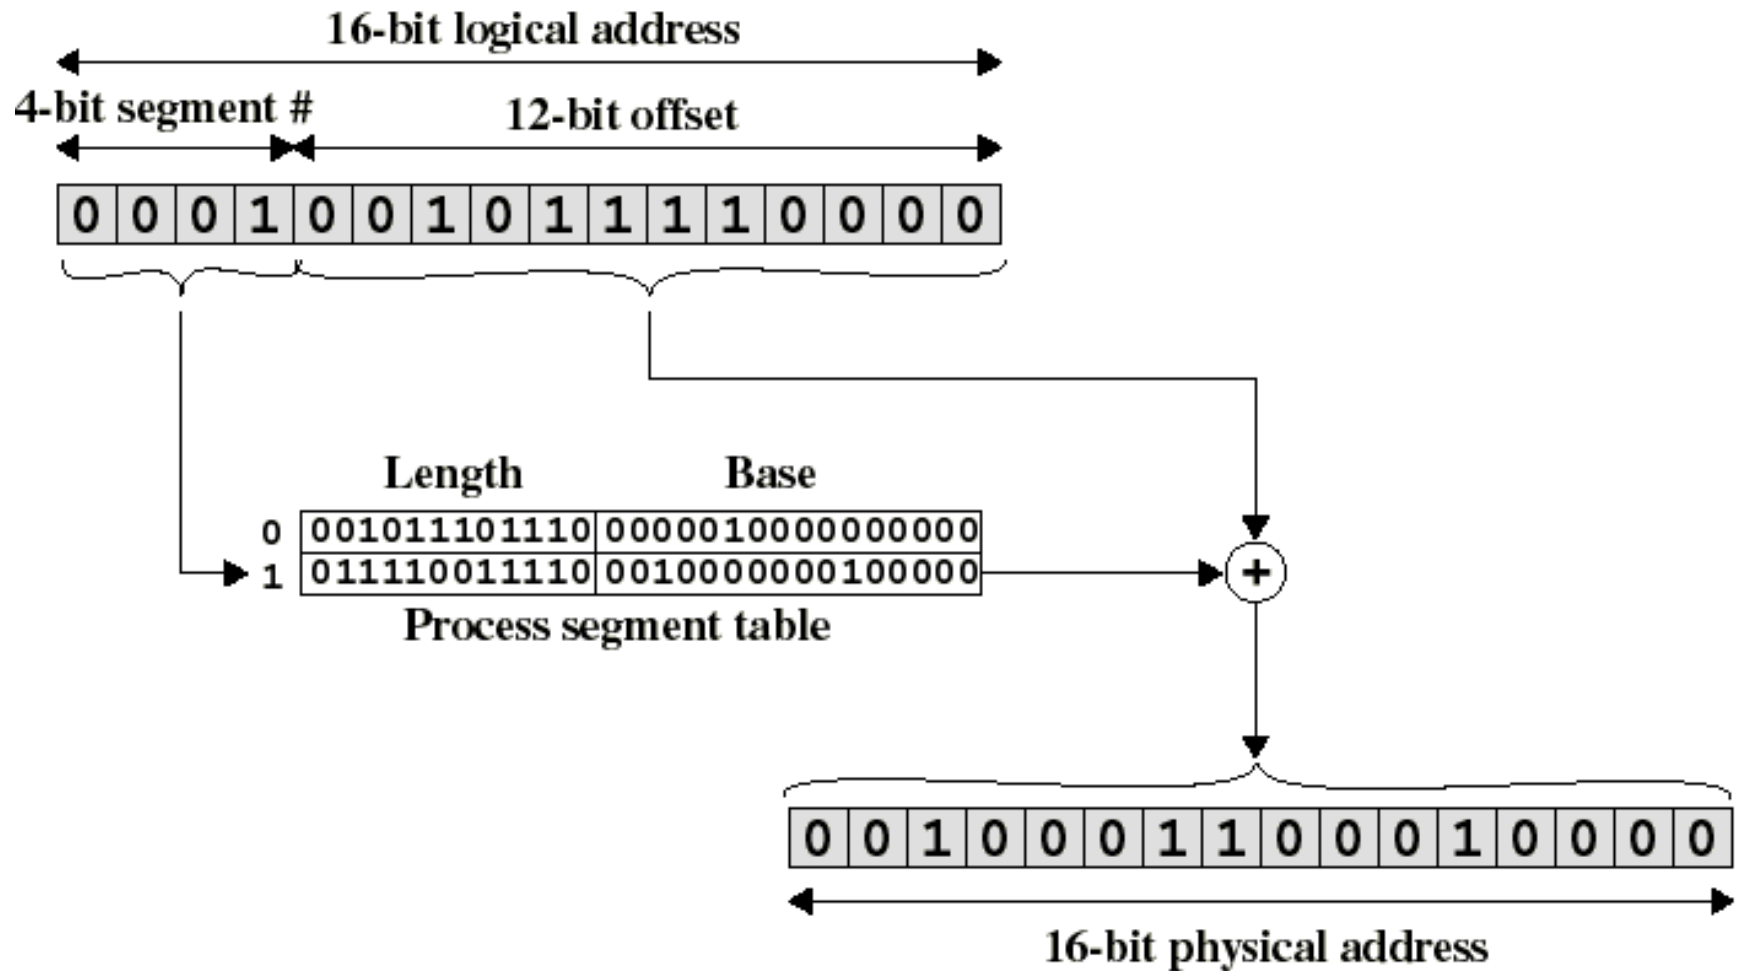 16-bit logical address
4-bit segment # 12-bit offset
0 0 0 1 0 0 1 0 1 1 1 1 0 0 0 0
Length Base
0 001011101110 0000010000000000
1 011110011110 0010000000100000
+
Process segment table
0 0 1 0 0 0 1 1 0 0 0 1 0 0 0 0
16-bit physical address